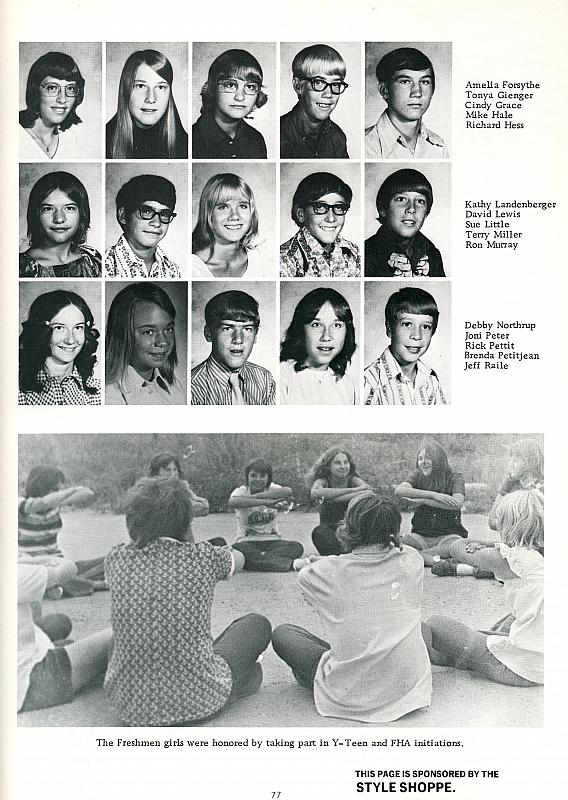 Amelia Forsythe
Tonya Gienger
Cindy Grace
Mike Hale
Richard Hess
Kathy Landenberger
David Lewis
Sue Little
Terry Miller
Ron Murray
Debby Northrup
Joni Peter
Rick Pettit
Brenda Petitjean
Jeff Raile
The Freshmen girls were honored by taking part in Y-Teen and FHA initiations.
THIS PAGE IS SPONSORED BY THE
STYLE SHOPPE.
77